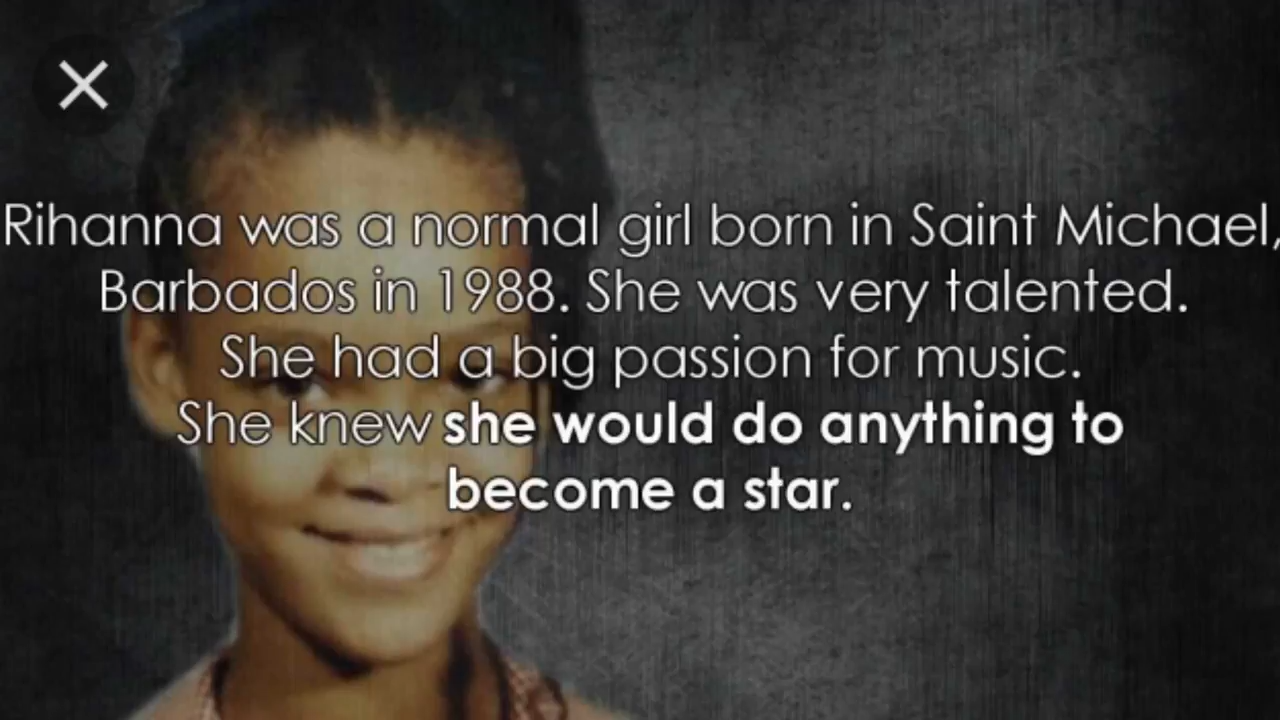 Rihanna was a normal girl born in Saint Michael,
Barbados in 1988. She was very talented.
She had a big passion for music.
She knew she would do anything to
become a star.